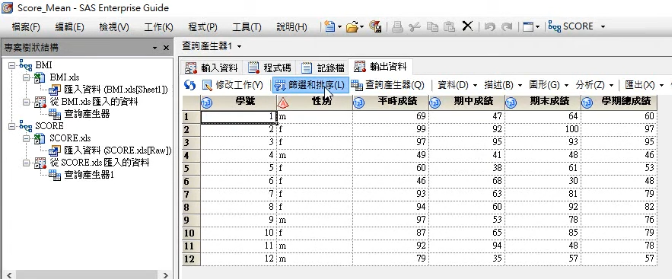 Score_Mean - SAS Enterprise Guide
檔案(F) 編輯(E) 檢視(V) 工作(K) 程式(P) 工具(T) 說明(H) SCORE
專案樹狀結構
BMI
BMI.xls
匯入資料 (BMI.xls[Sheet1])
從 BMI.xls 匯入的資料
查詢產生器
SCORE
SCORE.xls
匯入資料 (SCORE.xls[Raw])
從 SCORE.xls 匯入的資料
查詢產生器1
查詢產生器1
輸入資料 程式碼 記錄檔 輸出資料
修改工作(Y) 篩選和排序(L) 查詢產生器(Q) 資料(D) 描述(B) 圖形(G) 分析(Z) 匯出(X)
學號 性別 平時成績 期中成績 期末成績 學期總成績
1 1 m 69 47 64 60
2 2 f 99 92 100 97
3 3 f 97 95 93 95
4 4 m 49 41 48 46
5 5 f 60 38 61 53
6 6 f 46 68 30 48
7 7 f 93 63 81 79
8 8 f 94 60 92 82
9 9 m 97 53 78 76
10 10 f 87 65 85 79
11 11 m 92 94 48 78
12 12 m 79 35 57 57